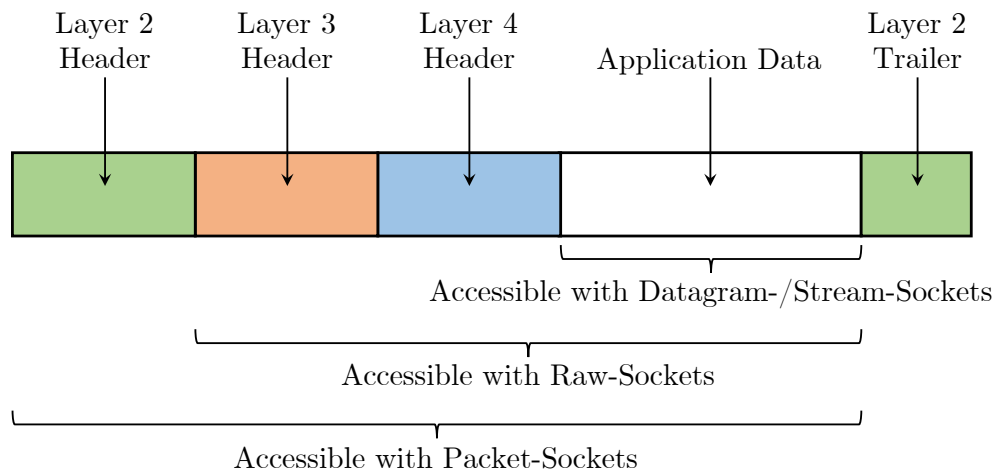 Layer 2
Header
Layer 3
Header
Layer 4
Header
Application Data
Layer 2
Trailer
Accessible with Datagram-/Stream-Sockets
Accessible with Raw-Sockets
Accessible with Packet-Sockets